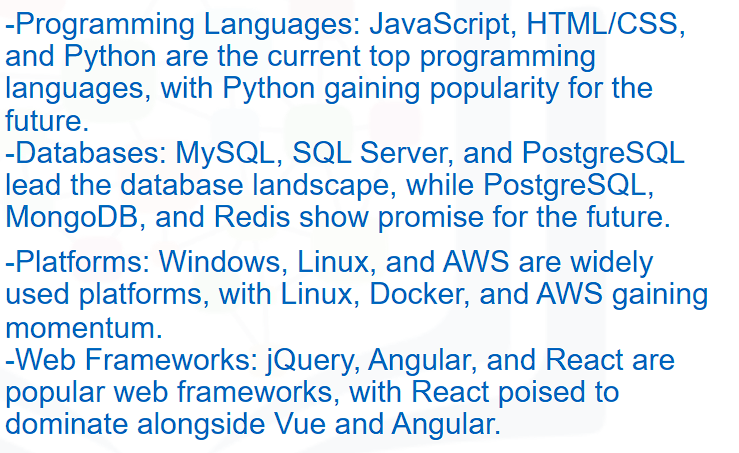 -Programming Languages: JavaScript, HTML/CSS,
and Python are the current top programming
languages, with Python gaining popularity for the
future.
-Databases: MySQL, SQL Server, and PostgreSQL
lead the database landscape, while PostgreSQL,
MongoDB, and Redis show promise for the future.
-Platforms: Windows, Linux, and AWS are widely
used platforms, with Linux, Docker, and AWS gaining
momentum.
-Web Frameworks: jQuery, Angular, and React are
popular web frameworks, with React poised to
dominate alongside Vue and Angular.